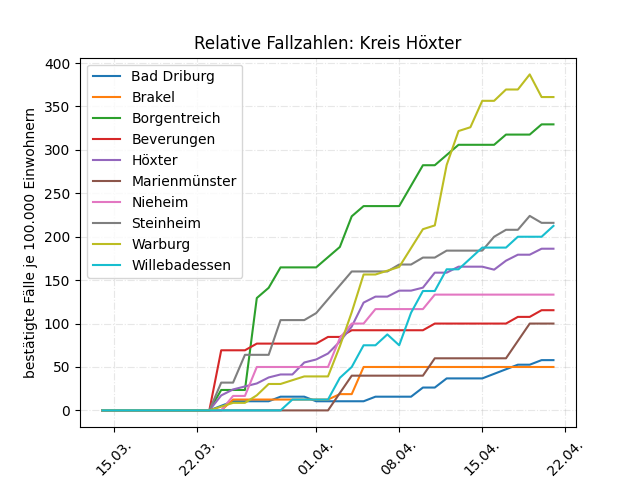 Relative Fallzahlen: Kreis Höxter
bestätigte Fälle je 100.000 Einwohnern
400
350
300
250
200
150
100
50
0
Bad Driburg
Brakel
Borgentreich
Beverungen
Höxter
Marienmünster
Nieheim
Steinheim
Warburg
Willebadessen
15.03.
22.03.
01.04.
08.04.
15.04.
22.04.